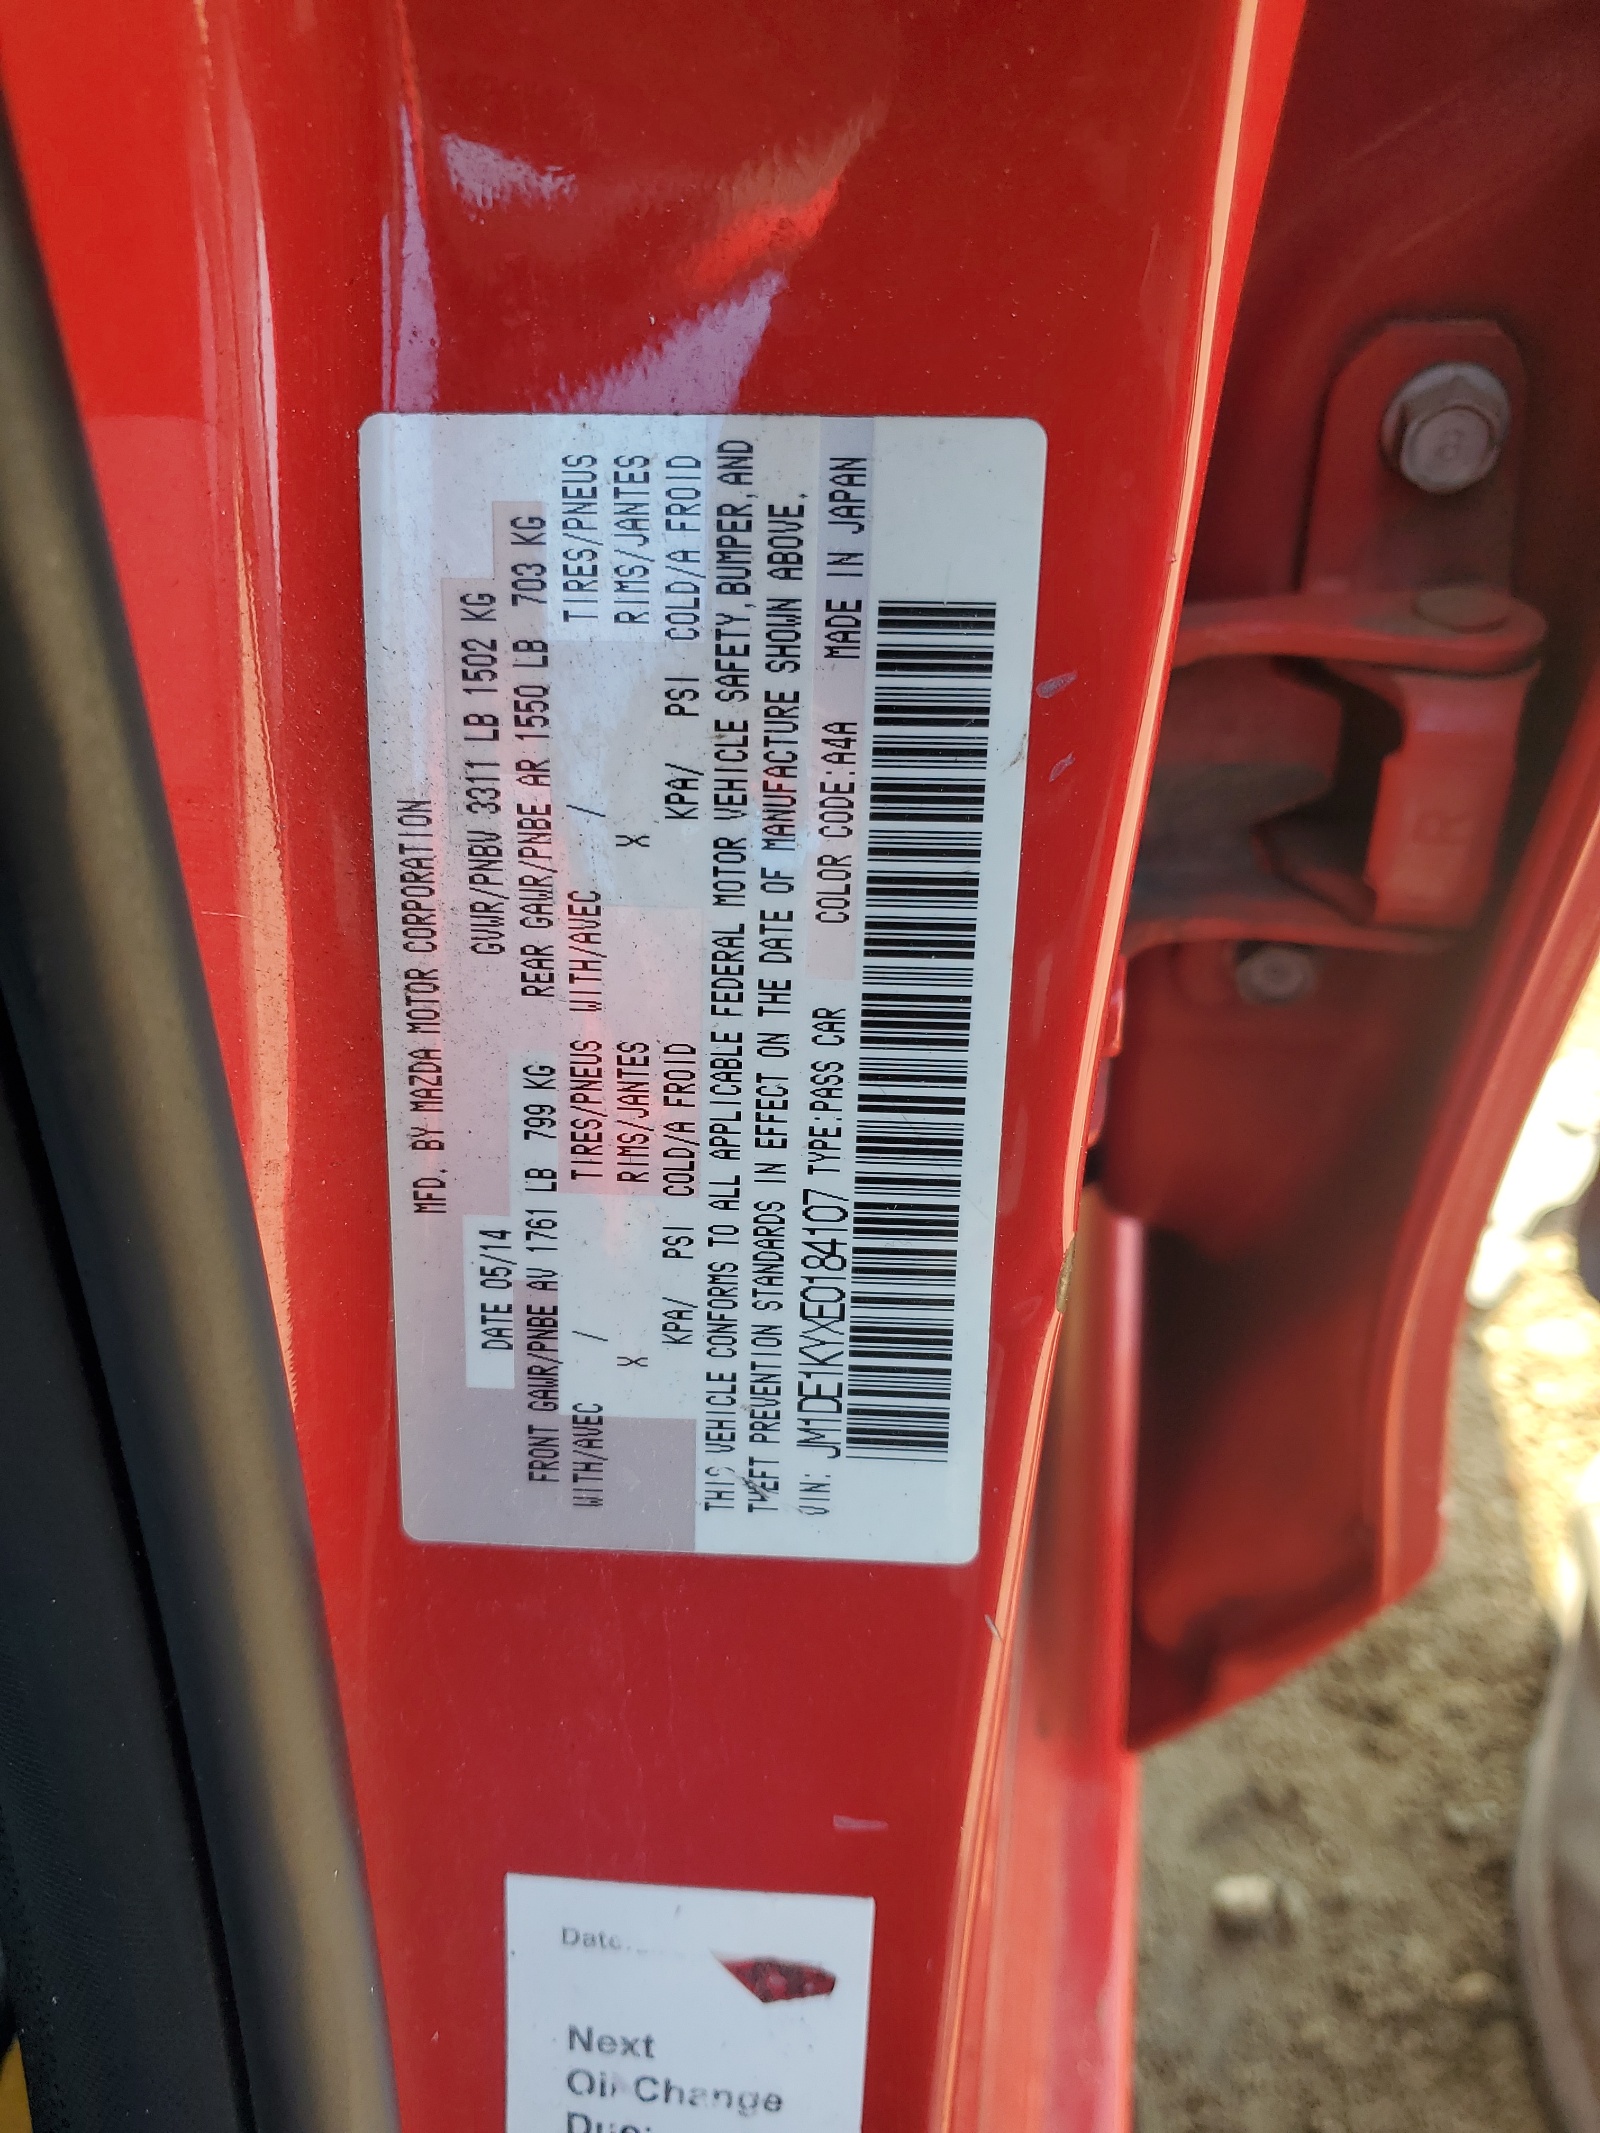 MFD. BY MAZDA MOTOR CORPORATION
DATE 05/14 GVWR/PNBV 3311 LB 1502 KG
FRONT GAWR/PNBE AV 1761 LB 799 KG REAR GAWR/PNBE AR 1550 LB 703 KG
WITH/AVEC / TIRES/PNEUS WITH/AVEC / TIRES/PNEUS
X RIMS/JANTES X RIMS/JANTES
KPA/ PSI COLD/A FROID KPA/ PSI COLD/A FROID
THIS VEHICLE CONFORMS TO ALL APPLICABLE FEDERAL MOTOR VEHICLE SAFETY, BUMPER, AND
THEFT PREVENTION STANDARDS IN EFFECT ON THE DATE OF MANUFACTURE SHOWN ABOVE.
VIN: JM1DE1KYXE0184107 TYPE:PASS CAR COLOR CODE:A4A MADE IN JAPAN
Date:
Next
Oil Change
Due: